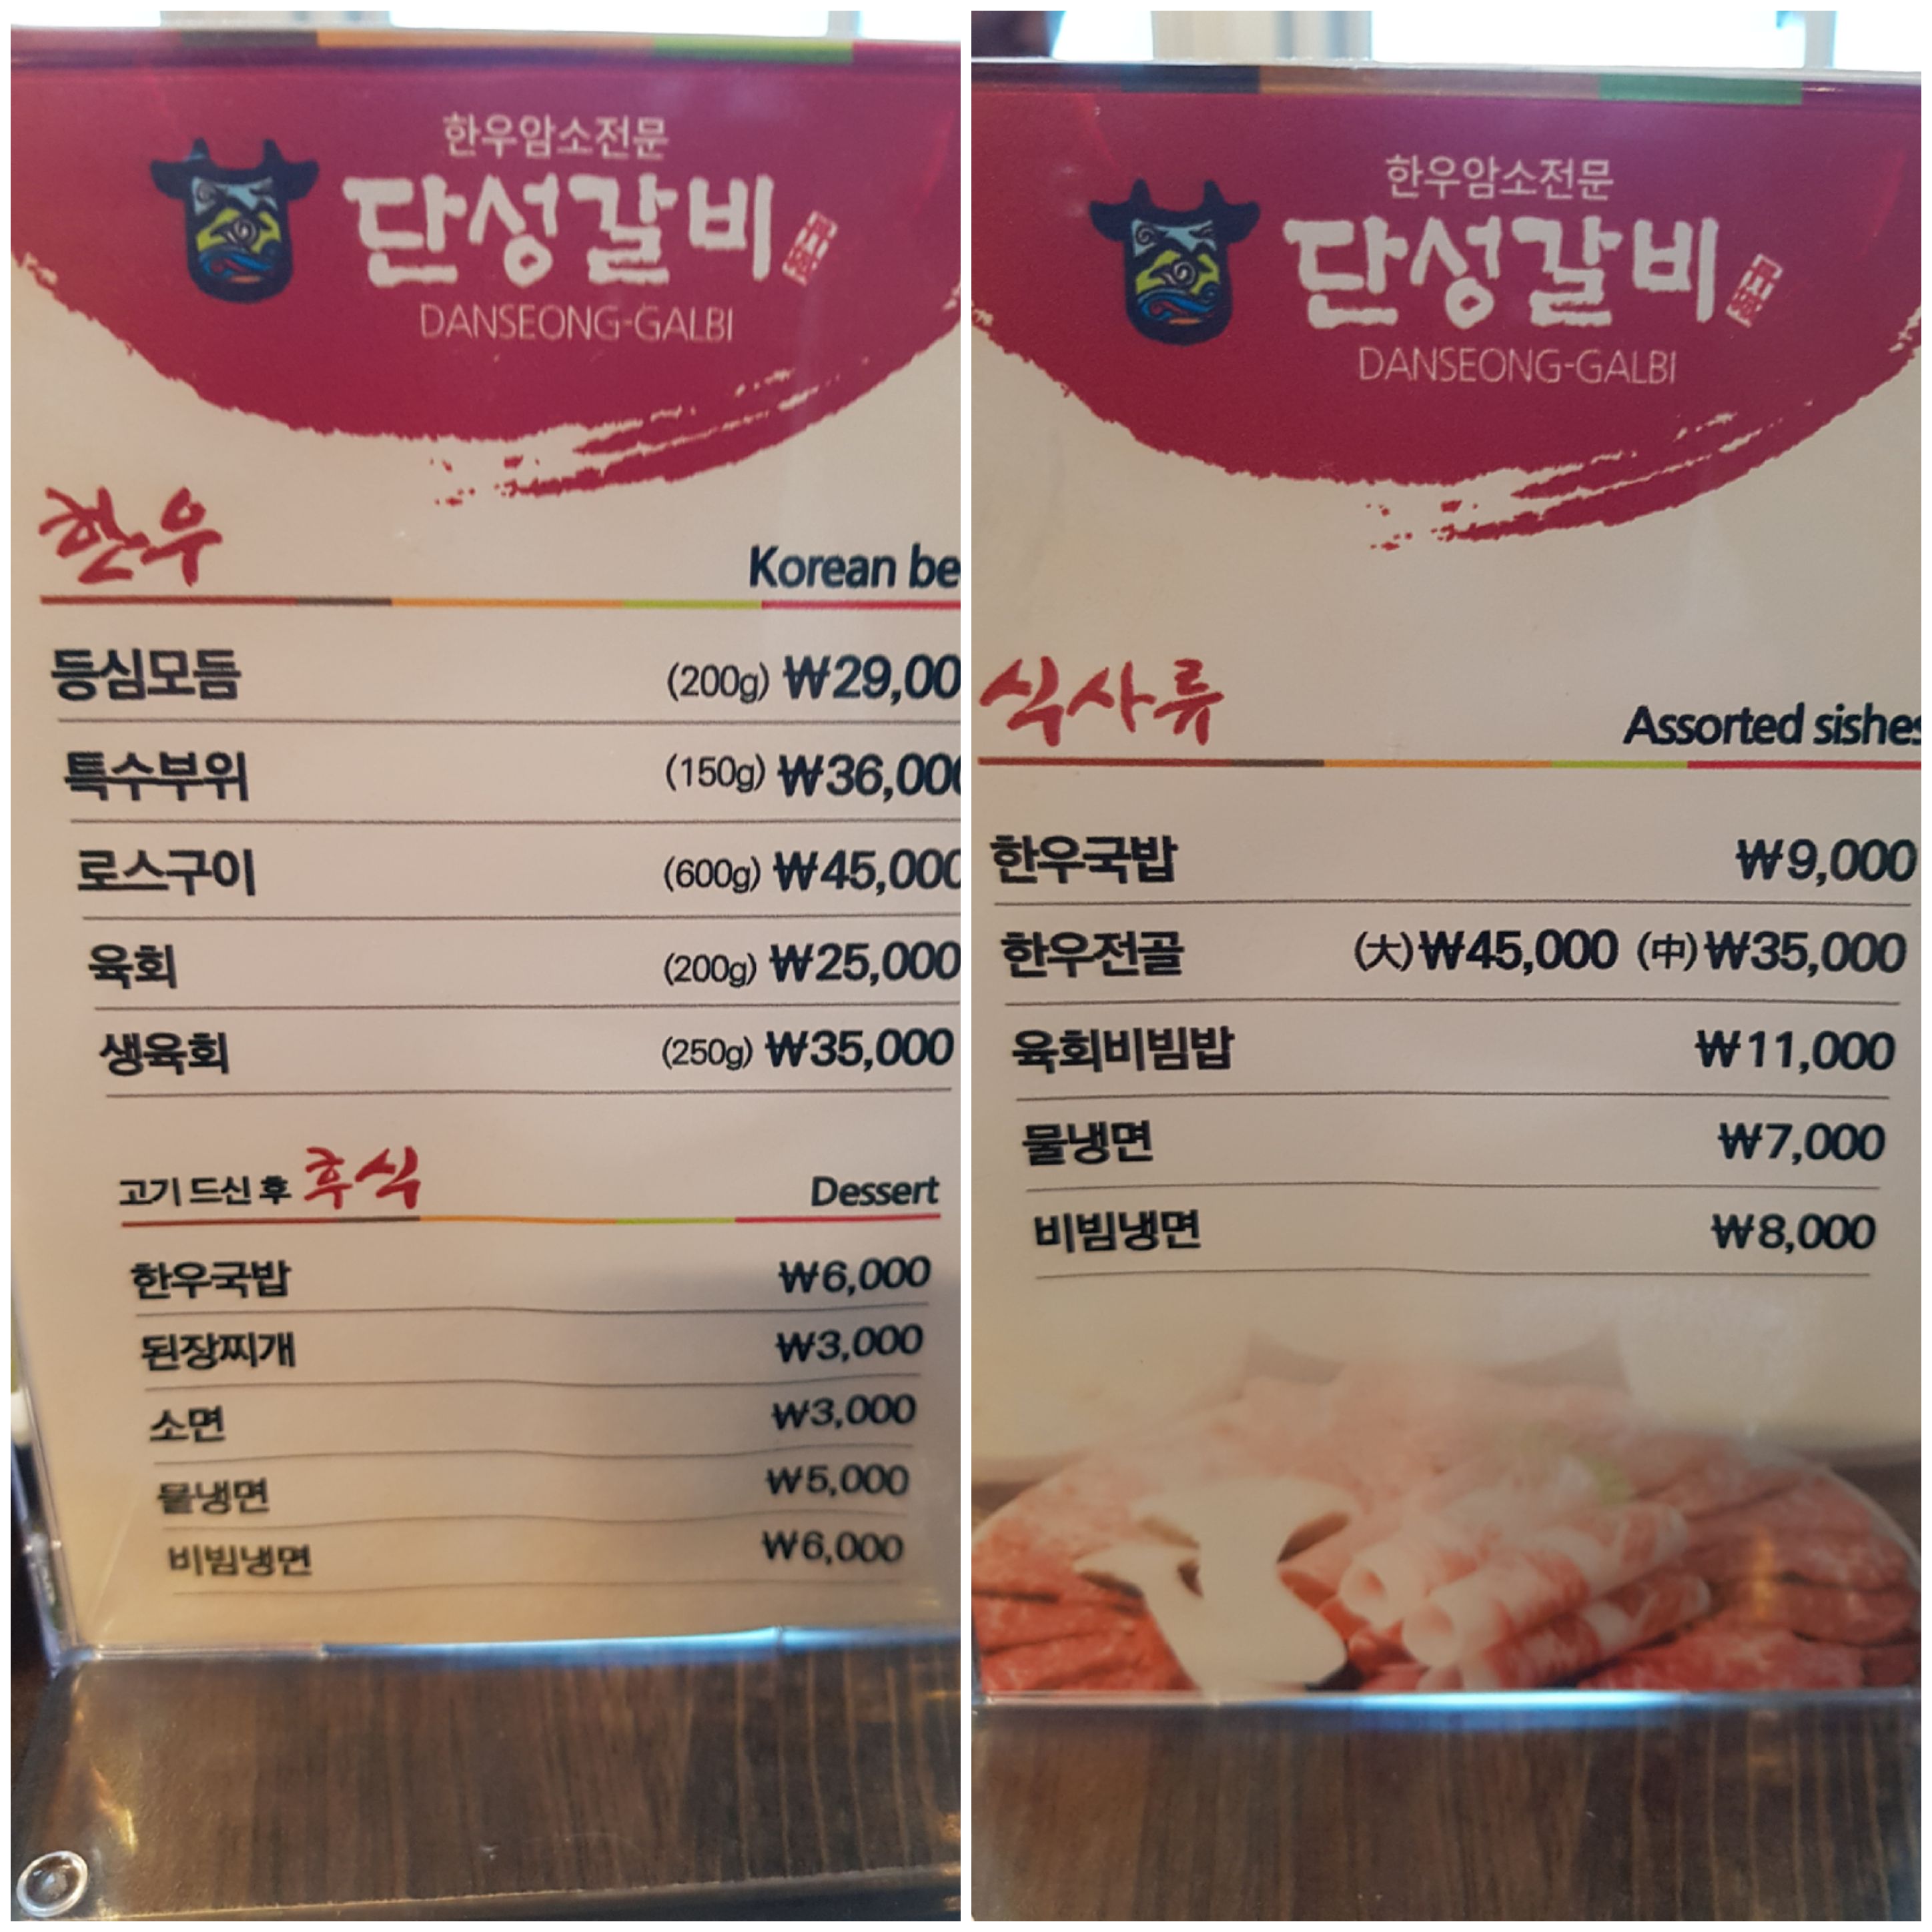 한우암소전문
단성갈비
DANSEONG-GALBI
한우 Korean be
등심모듬 (200g) ₩29,00
특수부위 (150g) ₩36,000
로스구이 (600g) ₩45,000
육회 (200g) ₩25,000
생육회 (250g) ₩35,000
고기 드신 후 후식 Dessert
한우국밥 ₩6,000
된장찌개 ₩3,000
소면 ₩3,000
물냉면 ₩5,000
비빔냉면 ₩6,000
한우암소전문
단성갈비
DANSEONG-GALBI
식사류 Assorted sishes
한우국밥 ₩9,000
한우전골 (大)₩45,000 (中)₩35,000
육회비빔밥 ₩11,000
물냉면 ₩7,000
비빔냉면 ₩8,000